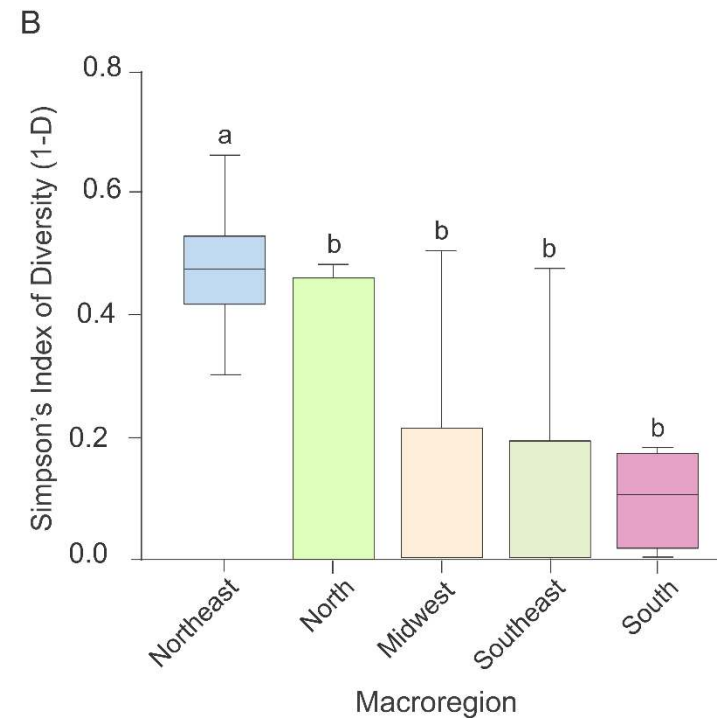 B
Simpson’s Index of Diversity (1-D)
0.8
0.6
0.4
0.2
0.0
a
b
b
b
b
Northeast
North
Midwest
Southeast
South
Macroregion